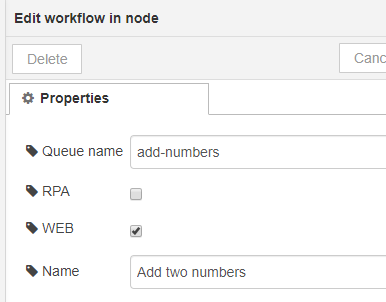 Edit workflow in node
Delete
Canc
Properties
Queue name add-numbers
RPA
WEB
Name Add two numbers